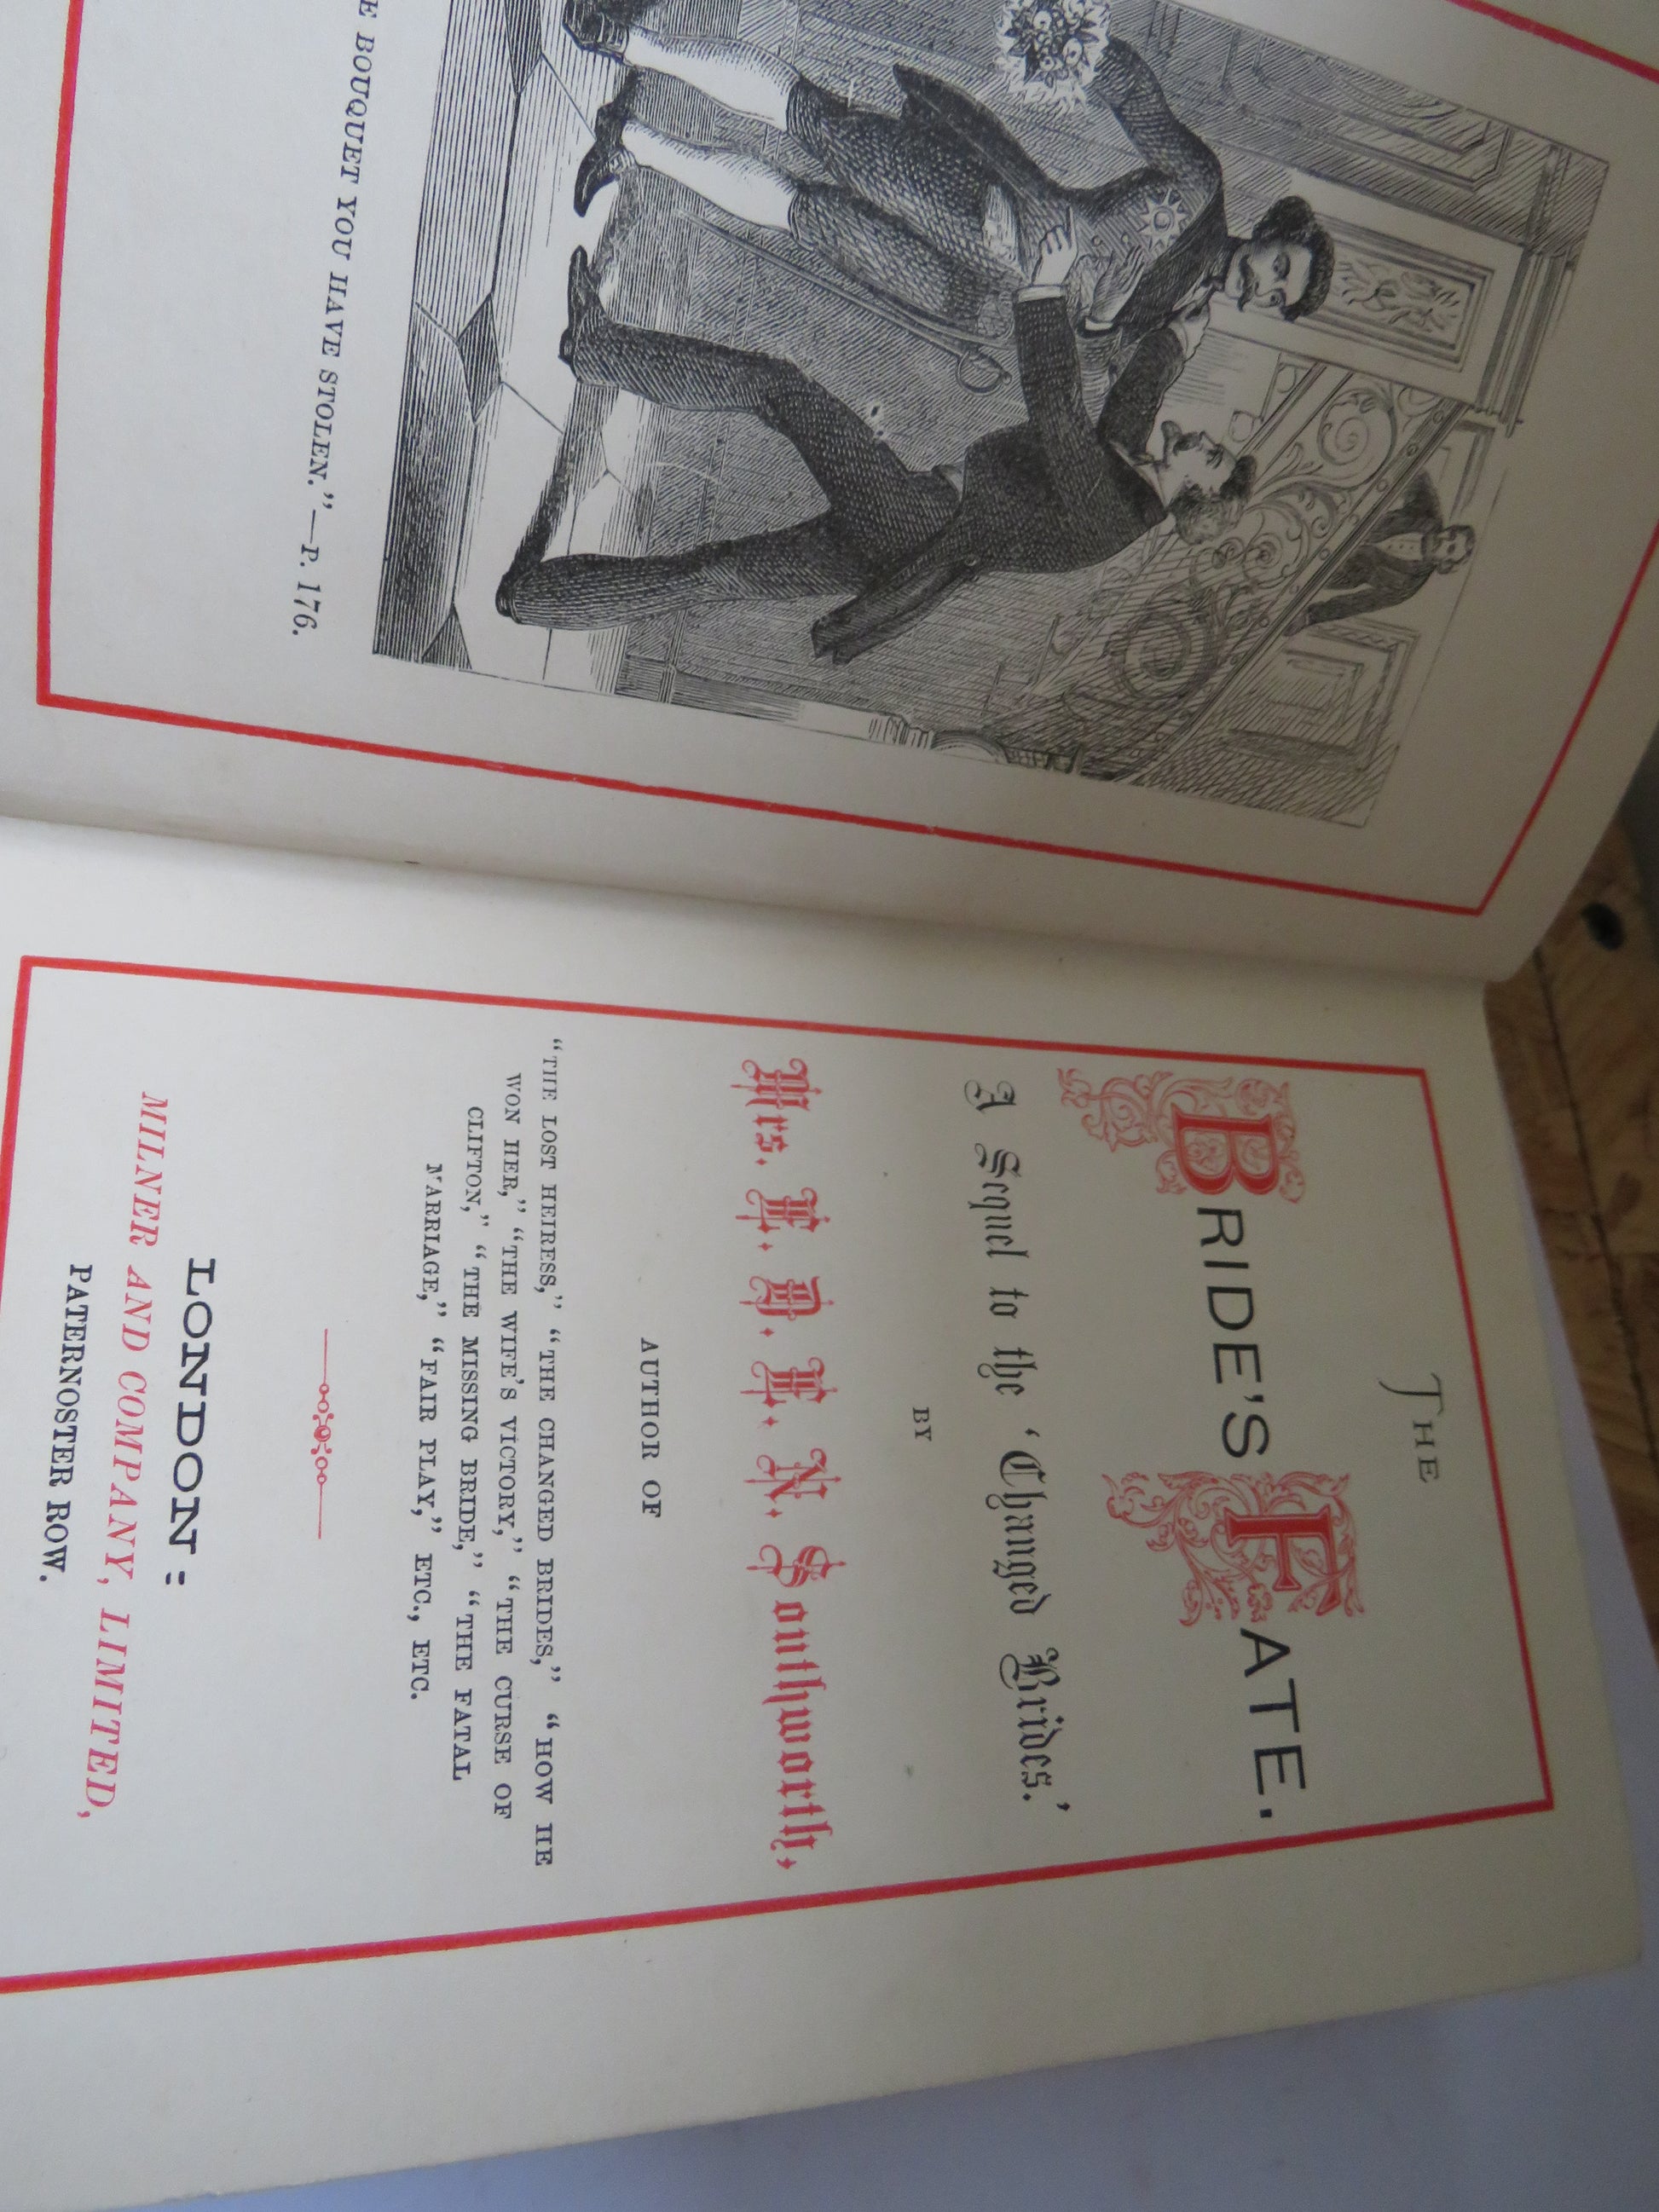 E BOUQUET YOU HAVE STOLEN."—P. 176.
THE
BRIDE'S FATE.
A Sequel to the 'Changed Brides.'
BY
Mrs. E. D. E. N. Southworth,
AUTHOR OF
"THE LOST HEIRESS," "THE CHANGED BRIDES," "HOW HE
WON HER," "THE WIFE'S VICTORY," "THE CURSE OF
CLIFTON," "THE MISSING BRIDE," "THE FATAL
MARRIAGE," "FAIR PLAY," ETC., ETC.
LONDON:
MILNER AND COMPANY, LIMITED,
PATERNOSTER ROW.